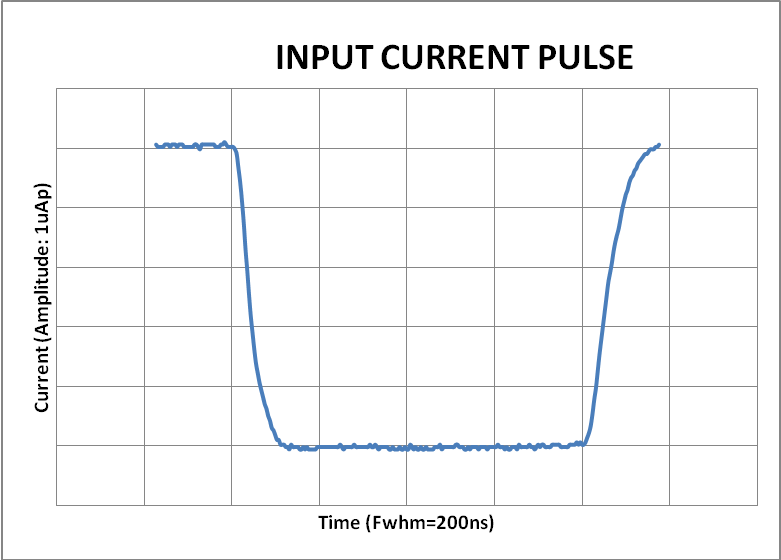 INPUT CURRENT PULSE
Current (Amplitude: 1uAp)
Time (Fwhm=200ns)